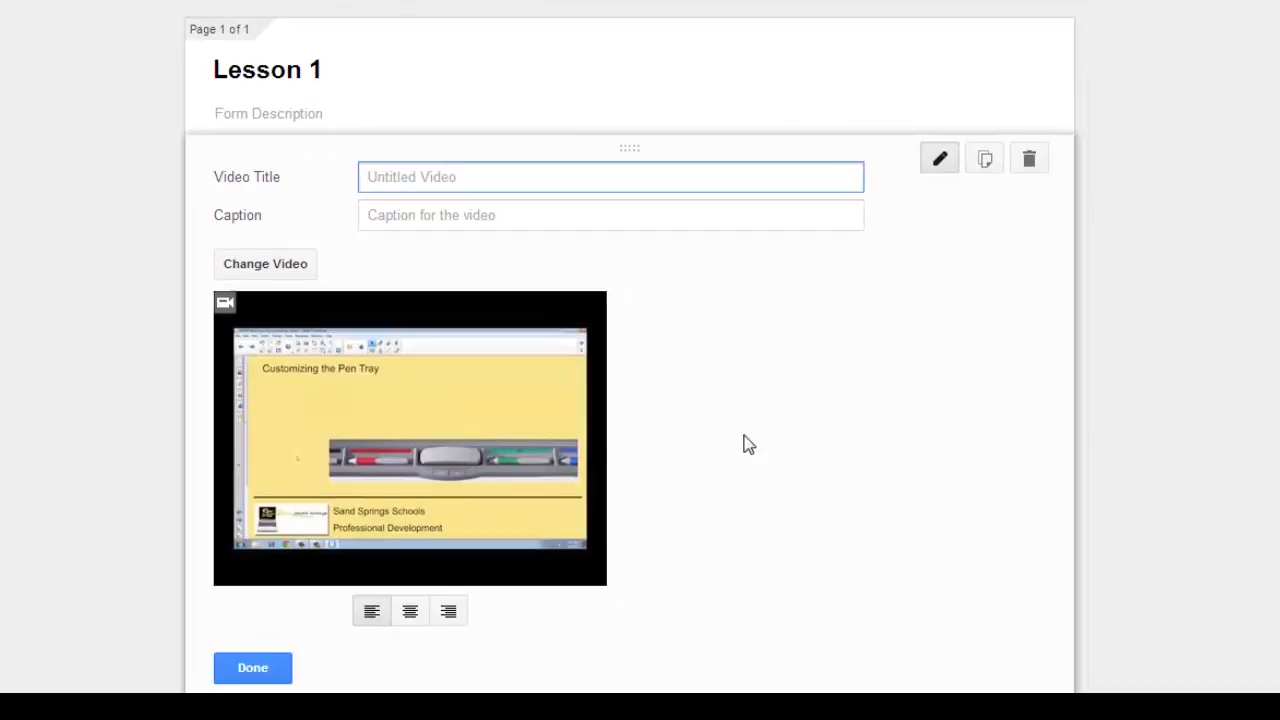 Page 1 of 1
Lesson 1
Form Description
Video Title
Untitled Video
Caption
Caption for the video
Change Video
Customizing the Pen Tray
Sand Springs Schools
Professional Development
Done